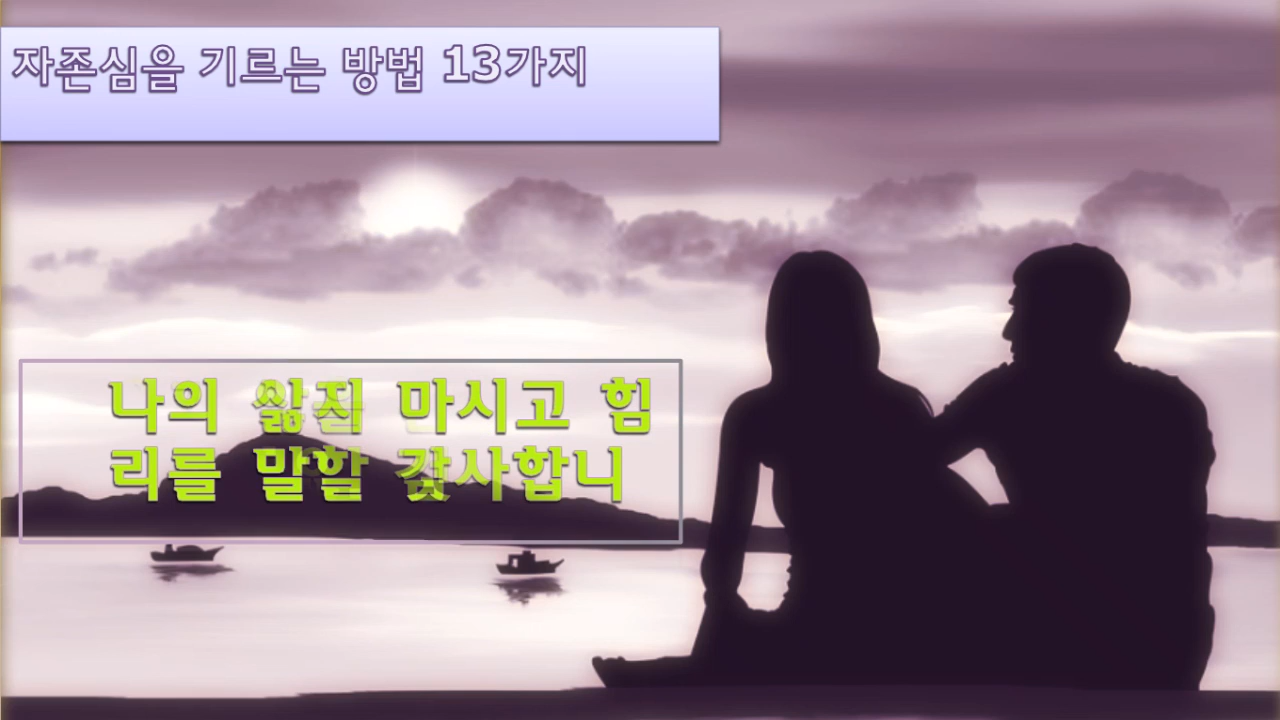 자존심을 기르는 방법 13가지
나의 마시고 힘
리를 말할